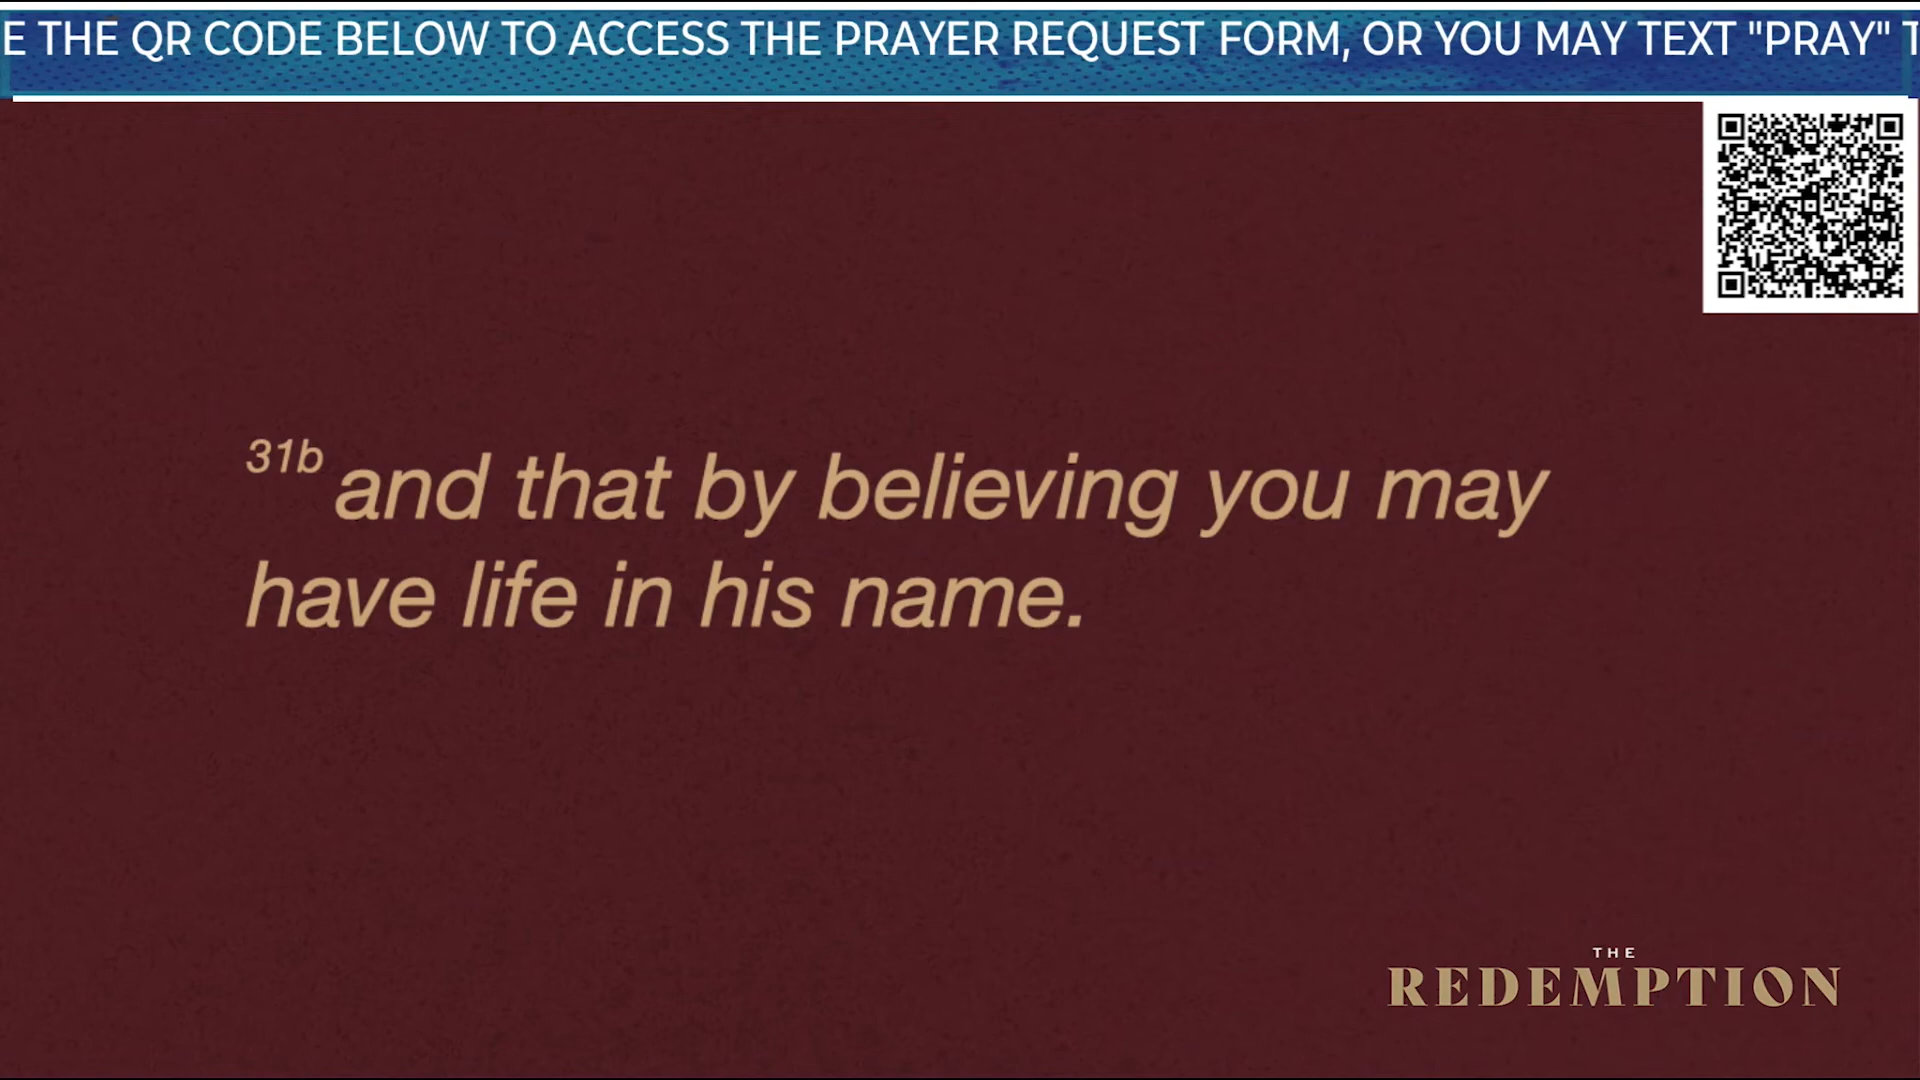 E THE QR CODE BELOW TO ACCESS THE PRAYER REQUEST FORM, OR YOU MAY TEXT "PRAY" T
31b and that by believing you may
have life in his name.
THE
REDEMPTION